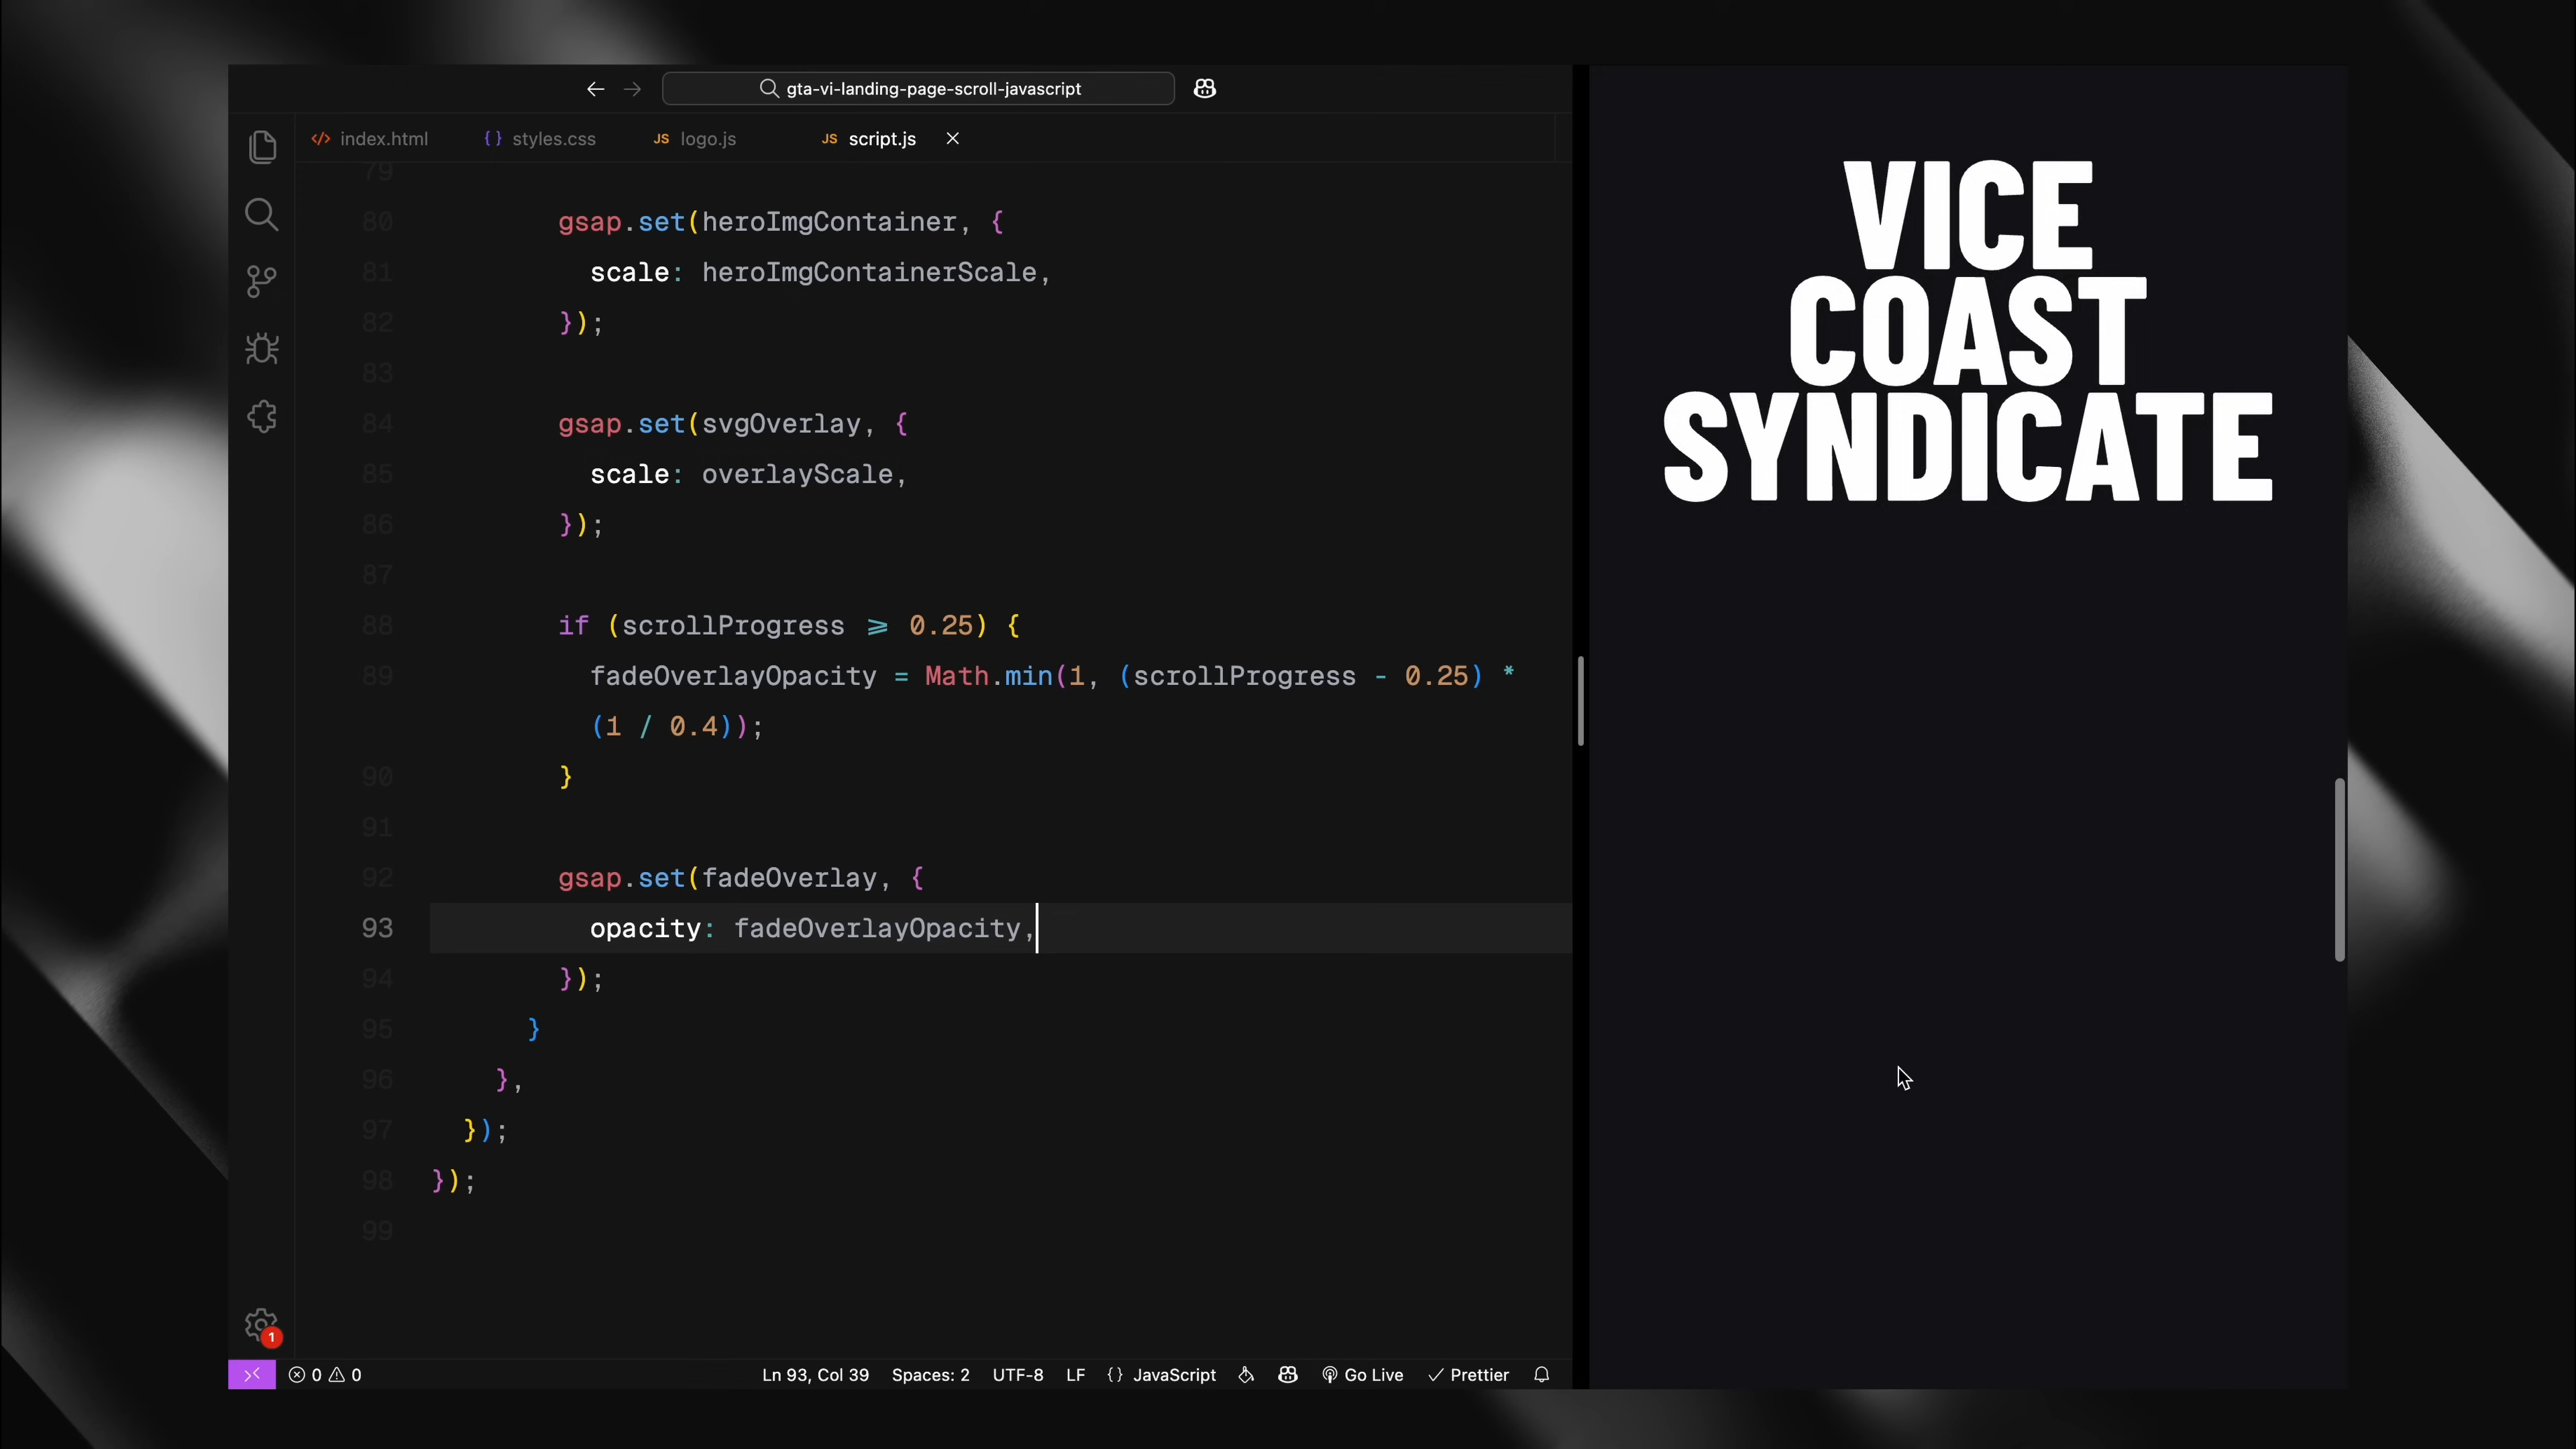 gta-vi-landing-page-scroll-javascript
index.html
{ } styles.css
JS logo.js
JS script.js
79
80 gsap.set(heroImgContainer, {
81 scale: heroImgContainerScale,
82 });
83
84 gsap.set(svgOverlay, {
85 scale: overlayScale,
86 });
87
88 if (scrollProgress ⩾ 0.25) {
89 fadeOverlayOpacity = Math.min(1, (scrollProgress - 0.25) *
(1 / 0.4));
90 }
91
92 gsap.set(fadeOverlay, {
93 opacity: fadeOverlayOpacity,
94 });
95 }
96 },
97 });
98 });
99
1
0 0
Ln 93, Col 39 Spaces: 2 UTF-8 LF { } JavaScript Go Live Prettier
VICE
COAST
SYNDICATE